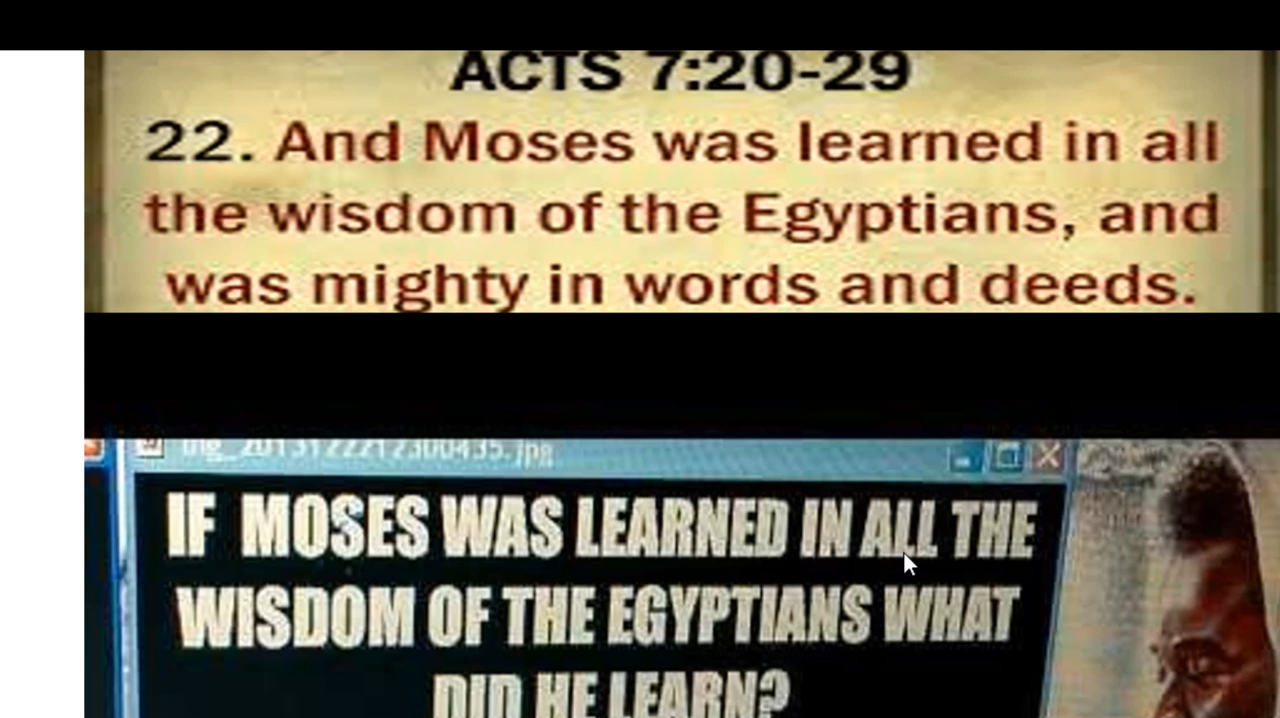 ACTS 7:20-29
22. And Moses was learned in all
the wisdom of the Egyptians, and
was mighty in words and deeds.
img_20131222212300435.jpg
IF MOSES WAS LEARNED IN ALL THE
WISDOM OF THE EGYPTIANS WHAT
DID HE LEARN?